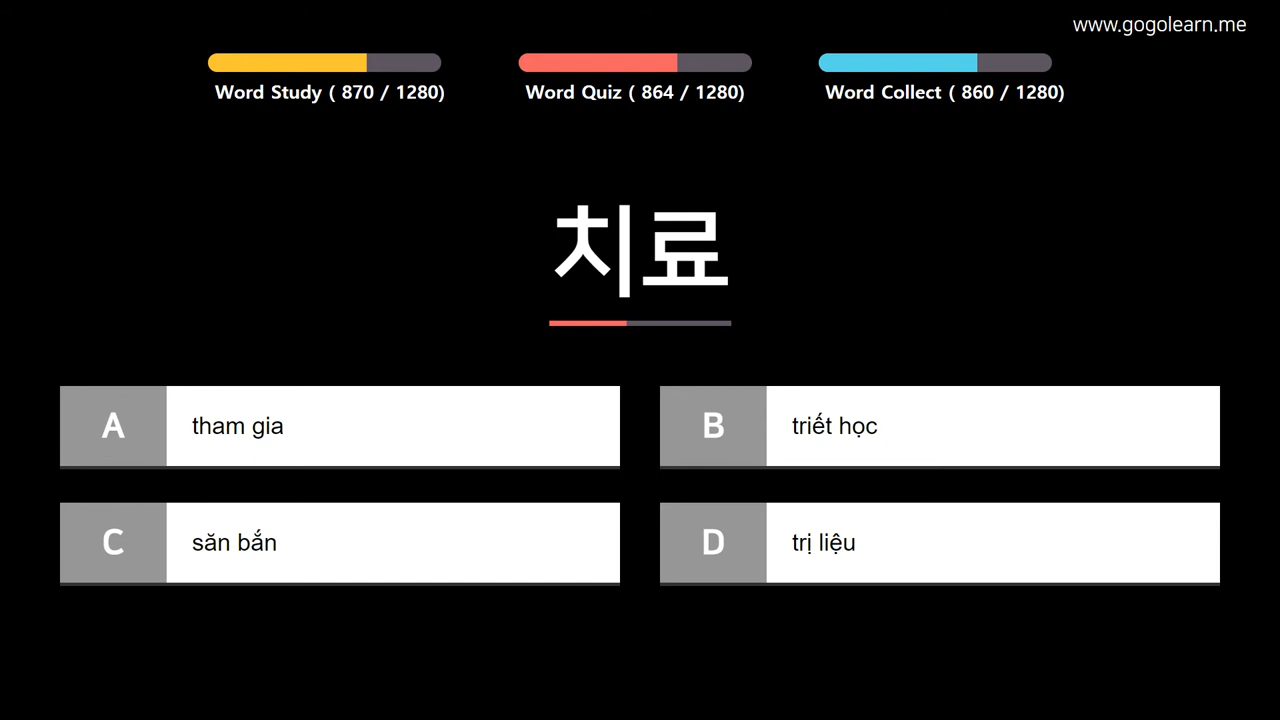 www.gogolearn.me
Word Study ( 870 / 1280)
Word Quiz ( 864 / 1280)
Word Collect ( 860 / 1280)
치료
A tham gia
B triết học
C săn bắn
D trị liệu